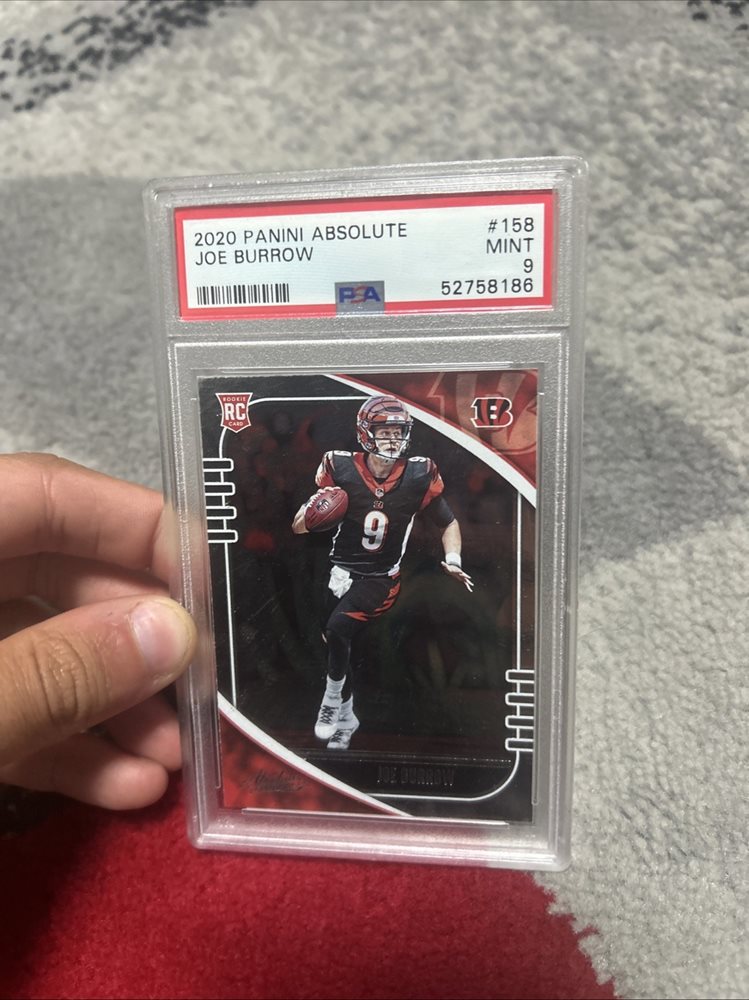 2020 PANINI ABSOLUTE #158
JOE BURROW MINT
9
PSA 52758186
ROOKIE
RC
CARD
B
9
JOE BURROW